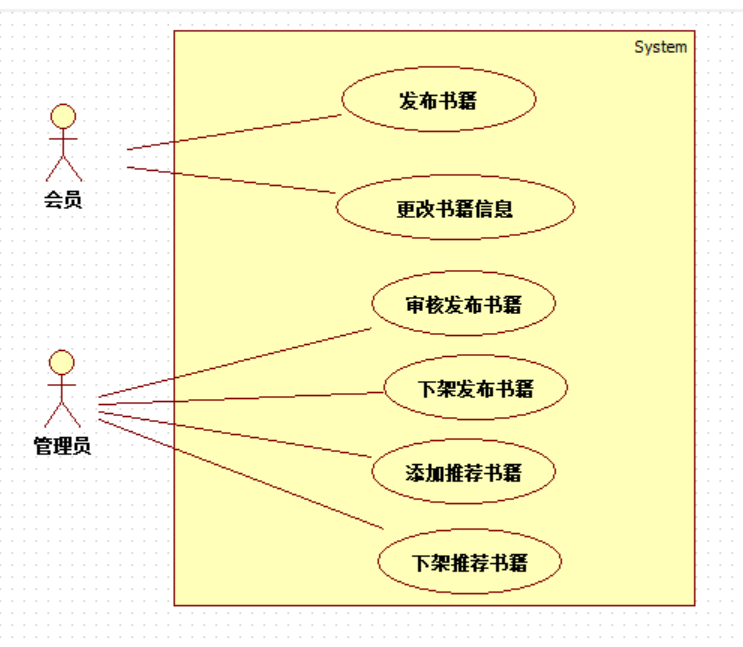 System
发布书籍
会员
更改书籍信息
审核发布书籍
下架发布书籍
管理员
添加推荐书籍
下架推荐书籍